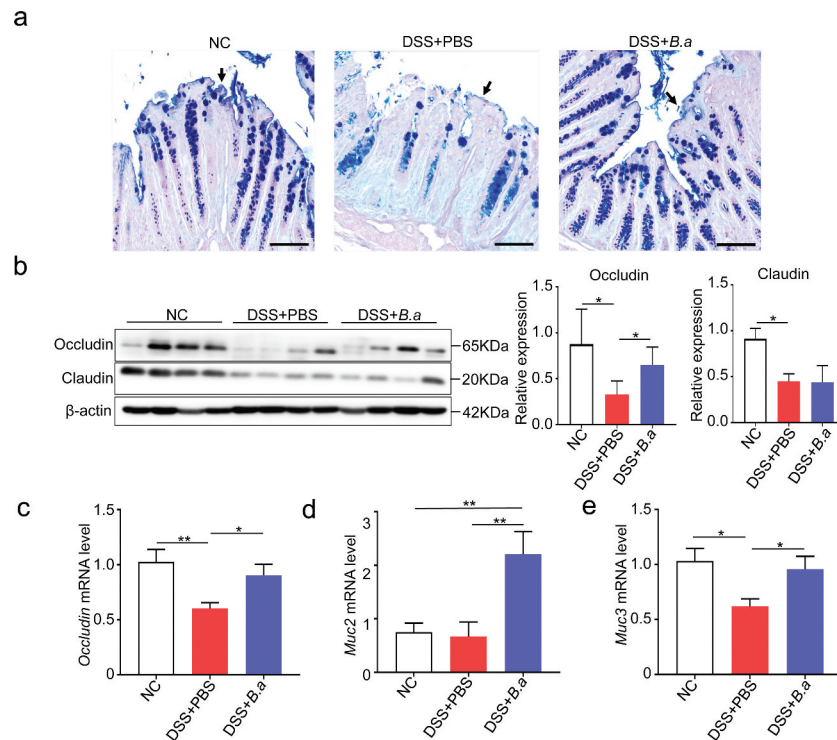 a
NC
DSS+PBS
DSS+B.a
b
NC
DSS+PBS
DSS+B.a
Occludin
65KDa
Claudin
20KDa
β-actin
42KDa
Occludin
Relative expression
1.5
1.0
0.5
0.0
*
*
NC
DSS+PBS
DSS+B.a
Claudin
Relative expression
1.5
1.0
0.5
0.0
*
NC
DSS+PBS
DSS+B.a
c
Occludin mRNA level
1.5
1.0
0.5
0.0
**
*
NC
DSS+PBS
DSS+B.a
d
Muc2 mRNA level
3
2
1
0
**
**
NC
DSS+PBS
DSS+B.a
e
Muc3 mRNA level
1.5
1.0
0.5
0.0
*
*
NC
DSS+PBS
DSS+B.a